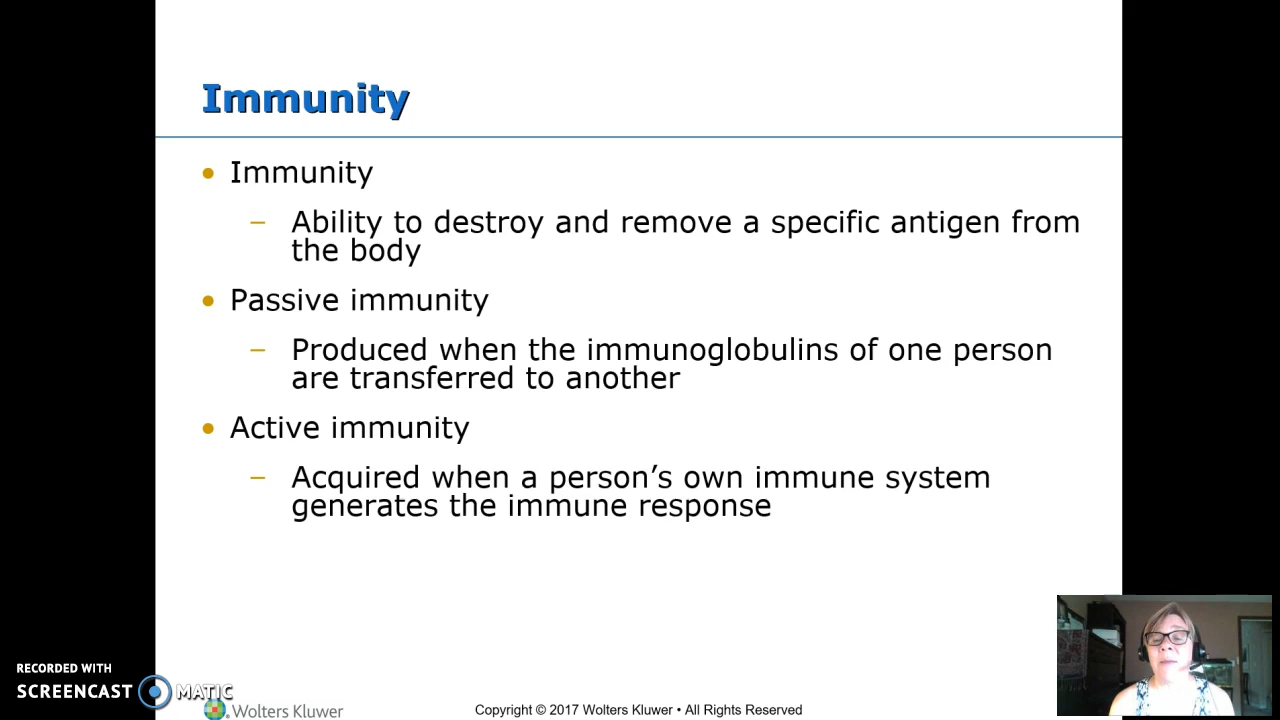 Immunity
• Immunity
– Ability to destroy and remove a specific antigen from
the body
• Passive immunity
– Produced when the immunoglobulins of one person
are transferred to another
• Active immunity
– Acquired when a person’s own immune system
generates the immune response
RECORDED WITH
SCREENCAST MATIC
Wolters Kluwer
Copyright © 2017 Wolters Kluwer • All Rights Reserved